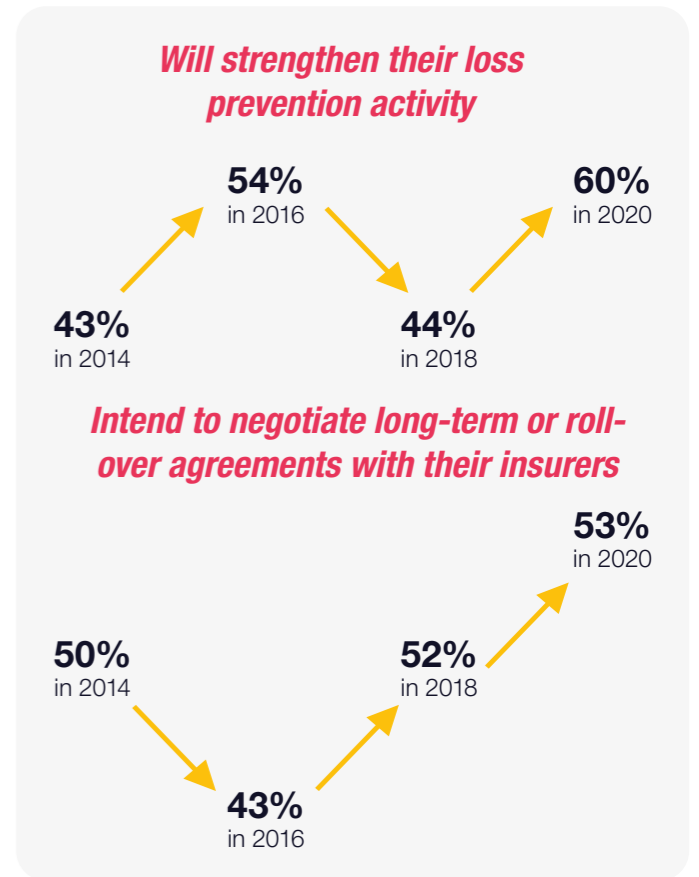 Will strengthen their loss
prevention activity
54%
in 2016
60%
in 2020
43%
in 2014
44%
in 2018
Intend to negotiate long-term or roll-
over agreements with their insurers
53%
in 2020
50%
in 2014
52%
in 2018
43%
in 2016